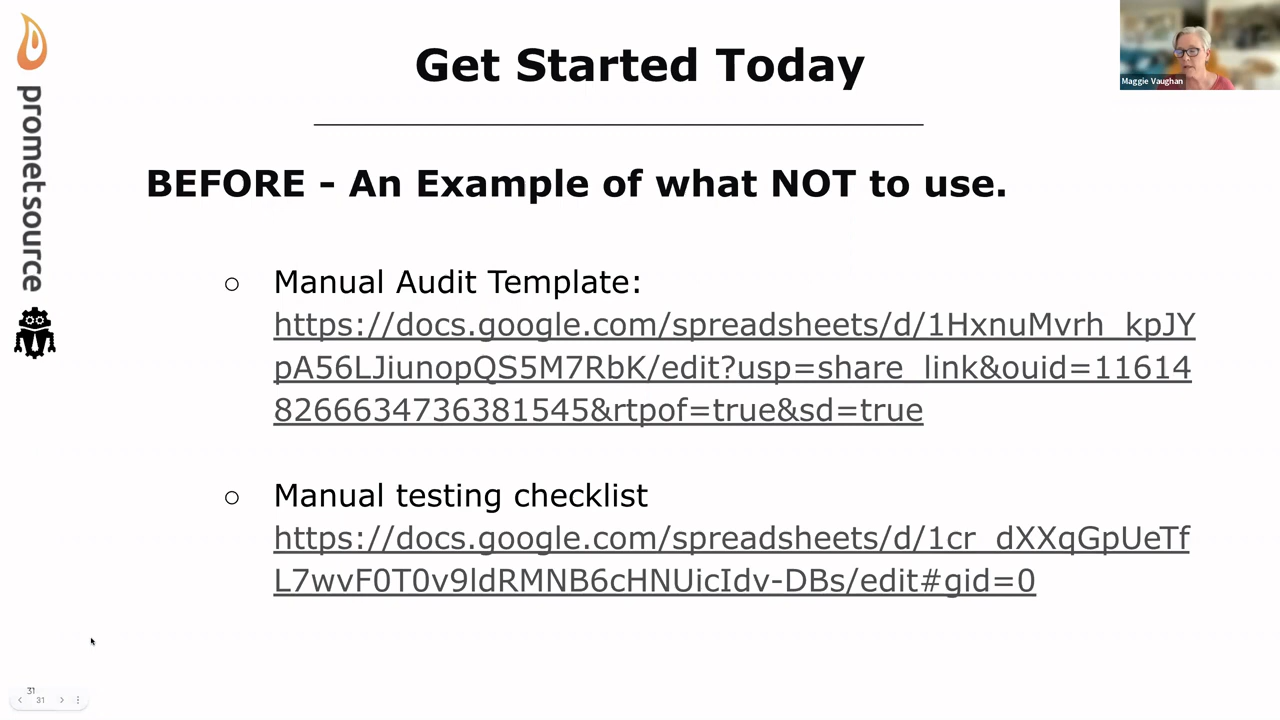 Get Started Today
Maggie Vaughan
prometsource
BEFORE - An Example of what NOT to use.
○ Manual Audit Template:
https://docs.google.com/spreadsheets/d/1HxnuMvrh_kpJY
pA56LJiunopQS5M7RbK/edit?usp=share_link&ouid=11614
8266634736381545&rtpof=true&sd=true
○ Manual testing checklist
https://docs.google.com/spreadsheets/d/1cr_dXXqGpUeTf
L7wvF0T0v9ldRMNB6cHNUicIdv-DBs/edit#gid=0
31
31